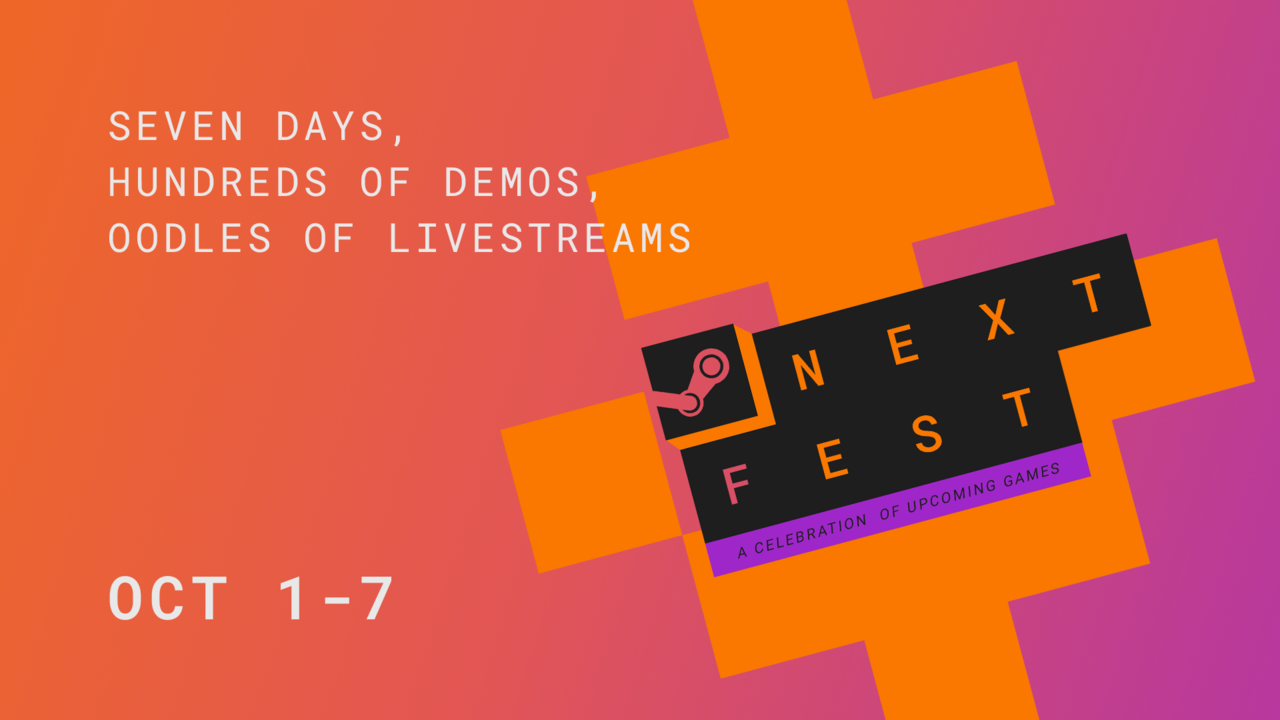 SEVEN DAYS,
HUNDREDS OF DEMOS,
OODLES OF LIVESTREAMS
NEXT
FEST
A CELEBRATION OF UPCOMING GAMES
OCT 1-7